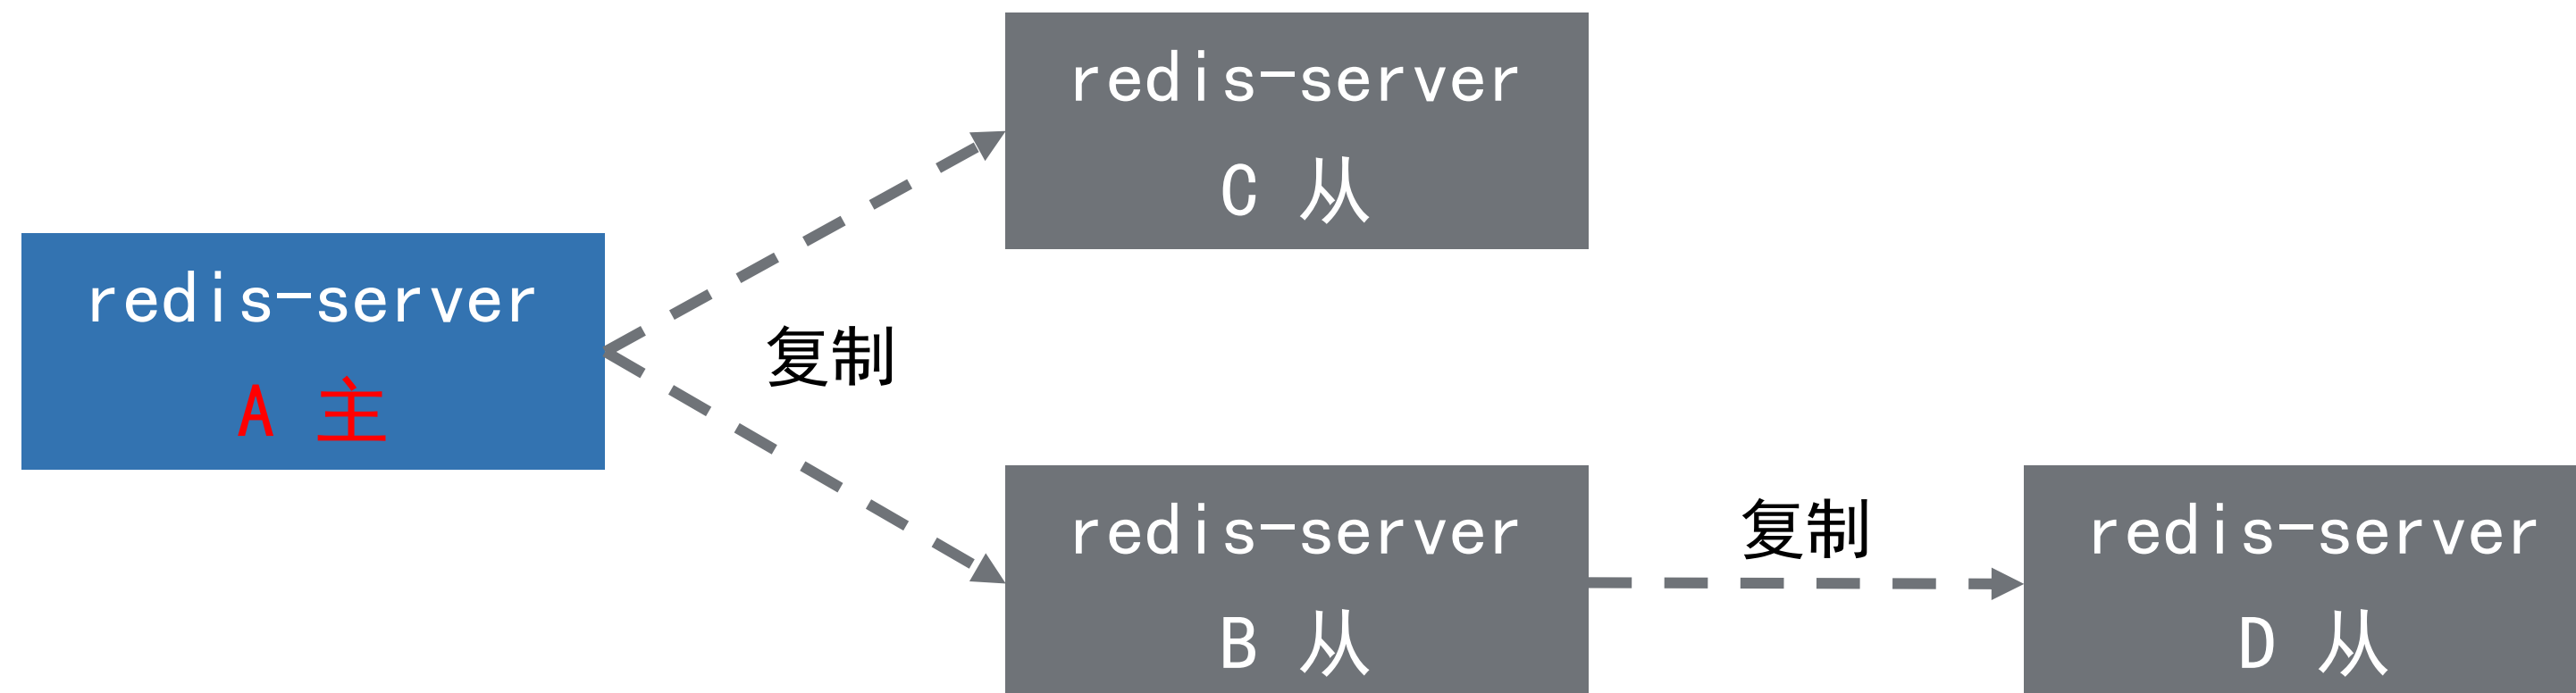 redis-server
C 从
redis-server
A 主
复制
redis-server
B 从
复制
redis-server
D 从